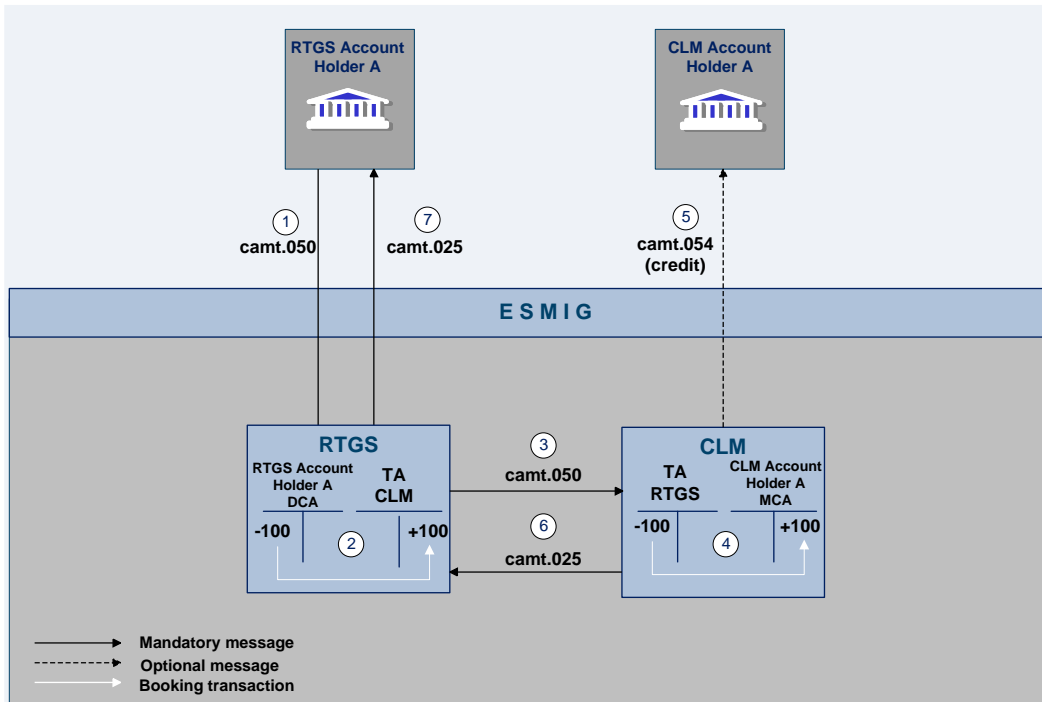 RTGS Account
Holder A
CLM Account
Holder A
1
camt.050
7
camt.025
5
camt.054
(credit)
E S M I G
RTGS
RTGS Account
Holder A
DCA
TA
CLM
-100
+100
2
3
camt.050
6
camt.025
CLM
TA
RTGS
CLM Account
Holder A
MCA
-100
+100
4
Mandatory message
Optional message
Booking transaction